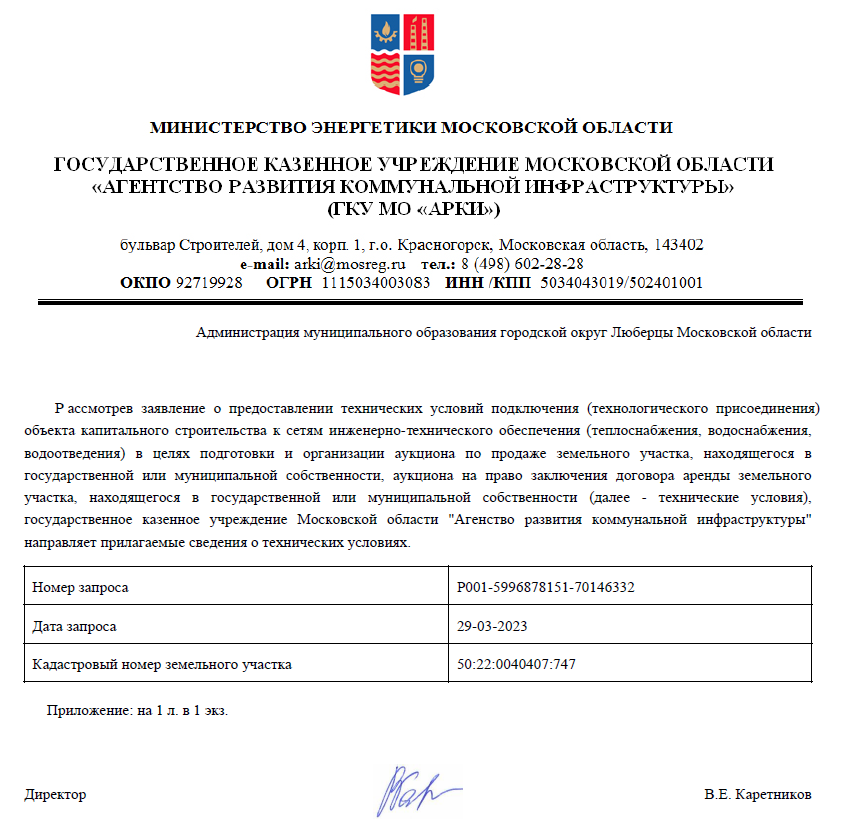 МИНИСТЕРСТВО ЭНЕРГЕТИКИ МОСКОВСКОЙ ОБЛАСТИ
ГОСУДАРСТВЕННОЕ КАЗЕННОЕ УЧРЕЖДЕНИЕ МОСКОВСКОЙ ОБЛАСТИ
«АГЕНТСТВО РАЗВИТИЯ КОММУНАЛЬНОЙ ИНФРАСТРУКТУРЫ»
(ГКУ МО «АРКИ»)
бульвар Строителей, дом 4, корп. 1, г.о. Красногорск, Московская область, 143402
e-mail: arki@mosreg.ru тел.: 8 (498) 602-28-28
ОКПО 92719928 ОГРН 1115034003083 ИНН /КПП 5034043019/502401001
Администрация муниципального образования городской округ Люберцы Московской области
Р ассмотрев заявление о предоставлении технических условий подключения (технологического присоединения)
объекта капитального строительства к сетям инженерно-технического обеспечения (теплоснабжения, водоснабжения,
водоотведения) в целях подготовки и организации аукциона по продаже земельного участка, находящегося в
государственной или муниципальной собственности, аукциона на право заключения договора аренды земельного
участка, находящегося в государственной или муниципальной собственности (далее - технические условия),
государственное казенное учреждение Московской области "Агенство развития коммунальной инфраструктуры"
направляет прилагаемые сведения о технических условиях.
Номер запроса P001-5996878151-70146332
Дата запроса 29-03-2023
Кадастровый номер земельного участка 50:22:0040407:747
Приложение: на 1 л. в 1 экз.
Директор В.Е. Каретников